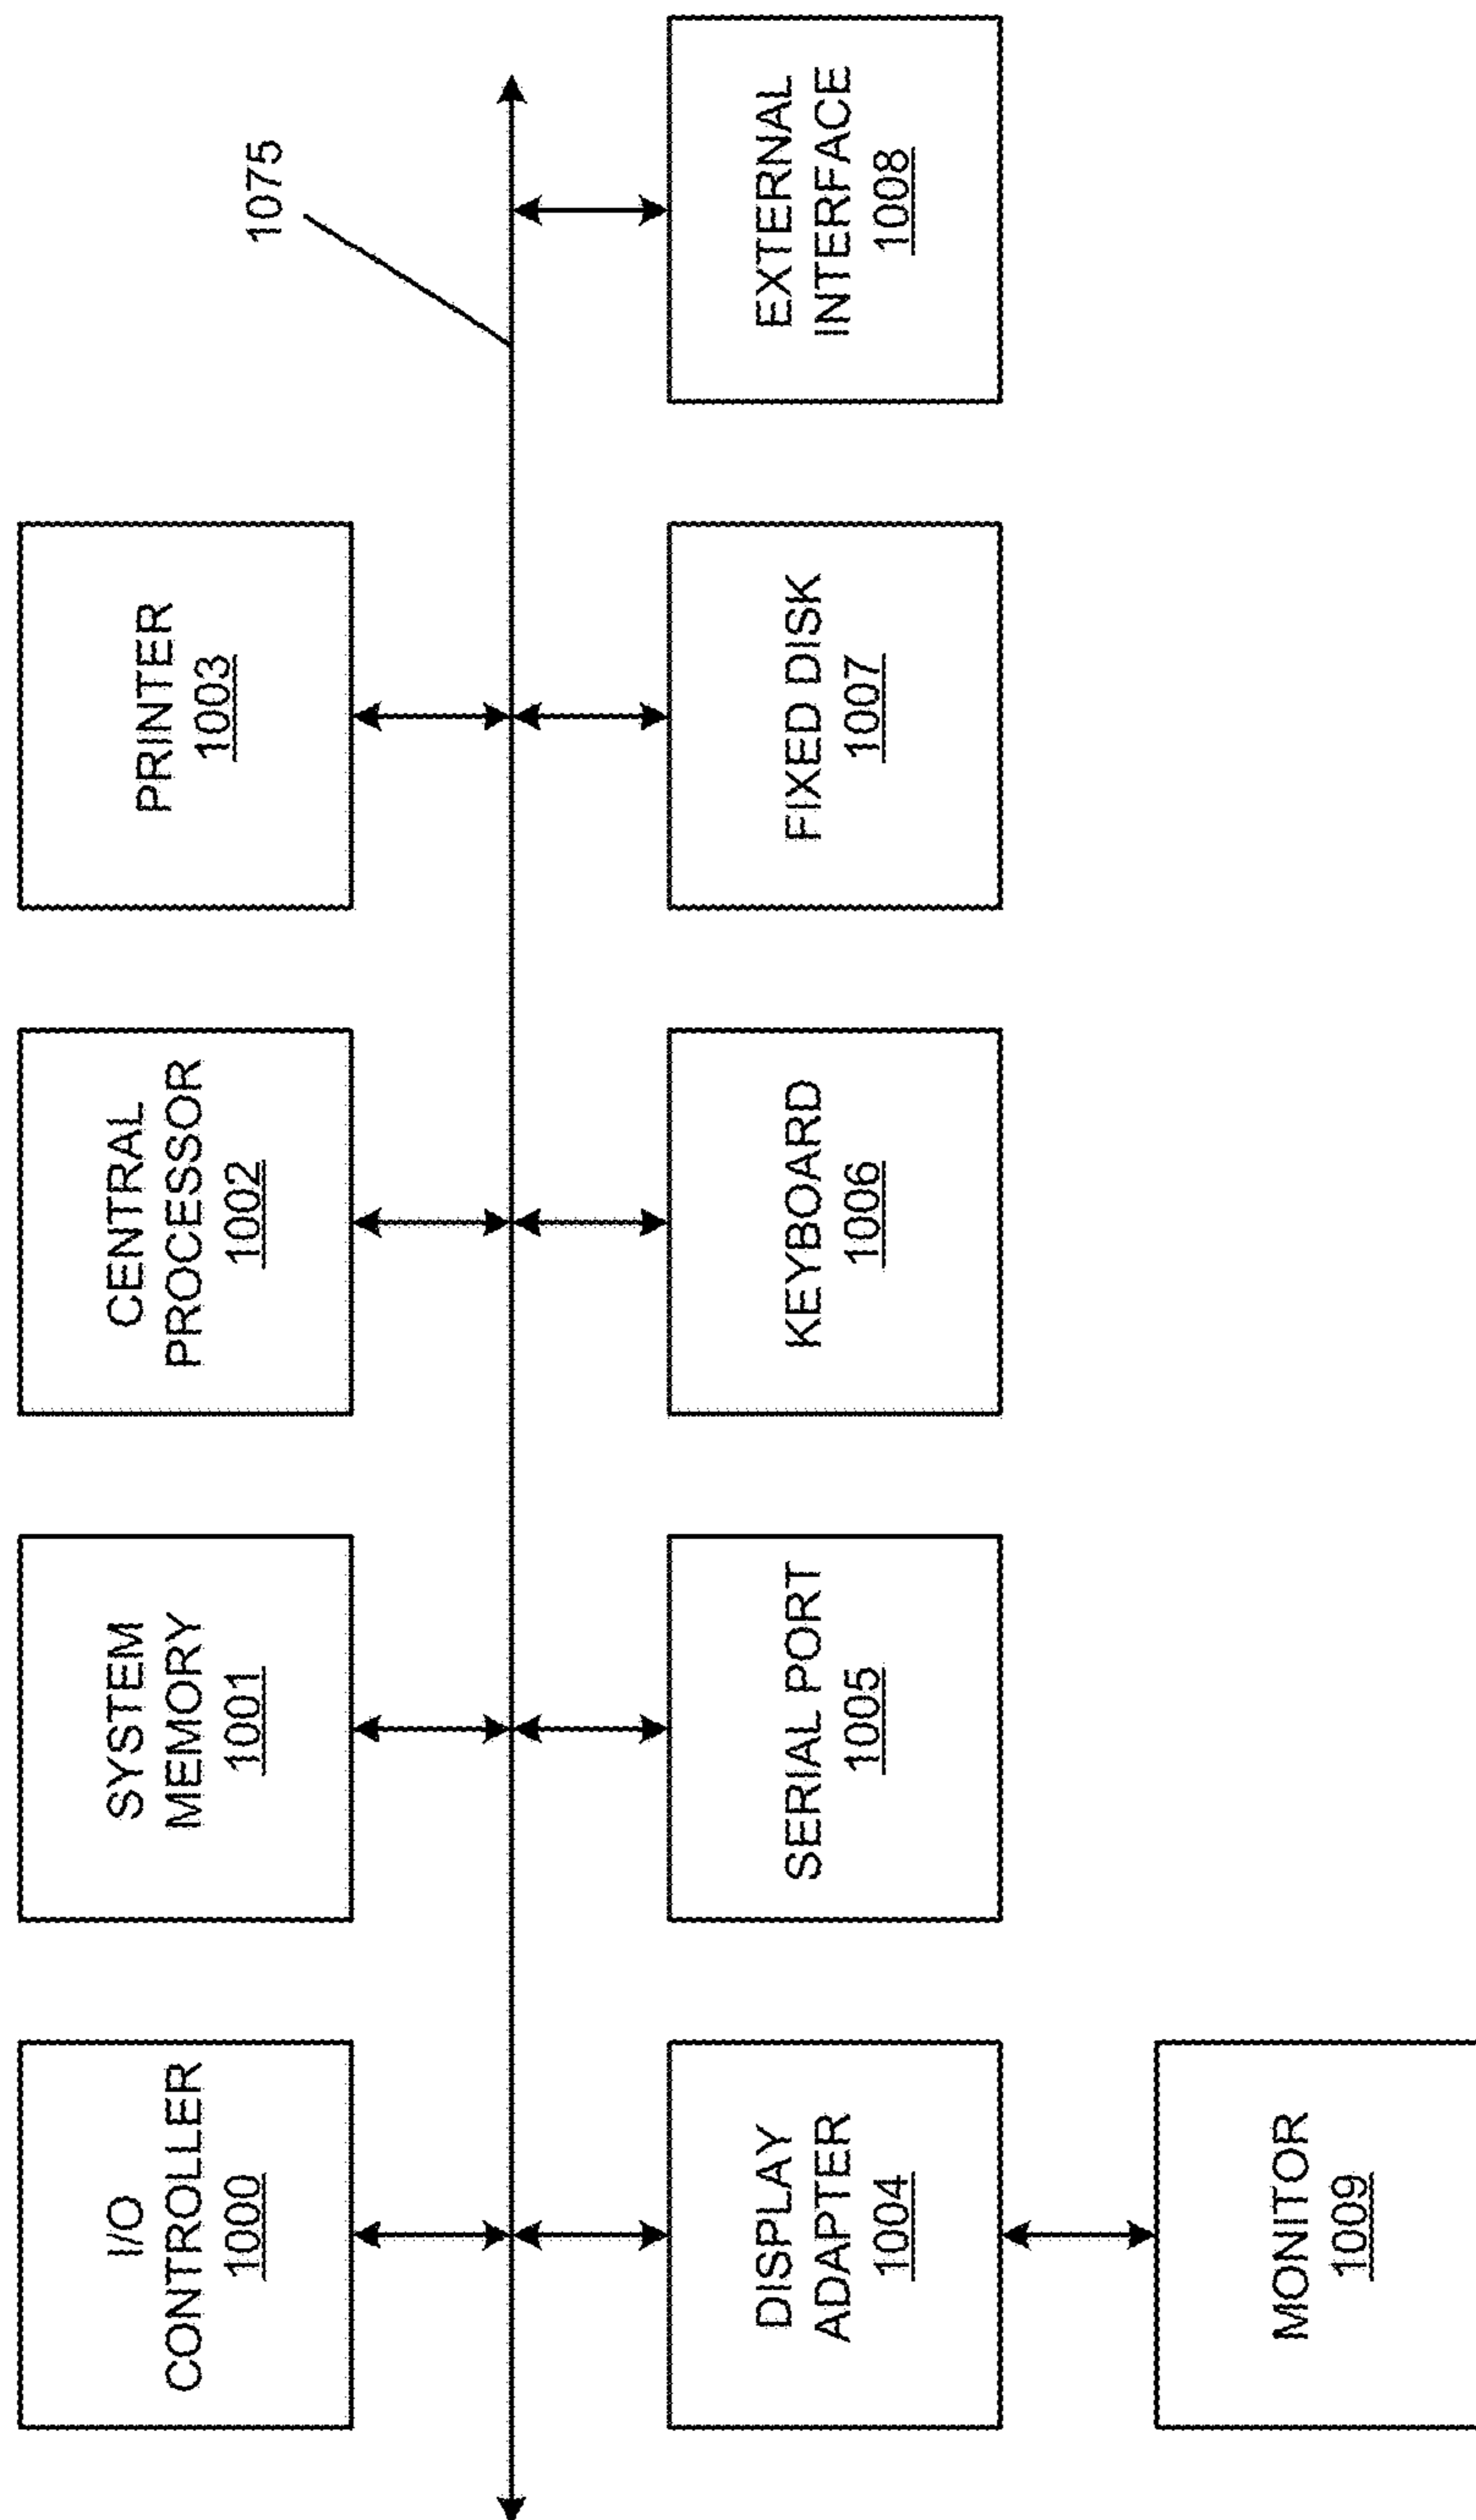 I/O
CONTROLLER
1000
SYSTEM
MEMORY
1001
CENTRAL
PROCESSOR
1002
PRINTER
1003
1075
DISPLAY
ADAPTER
1004
SERIAL PORT
1005
KEYBOARD
1006
FIXED DISK
1007
EXTERNAL
INTERFACE
1008
MONITOR
1009